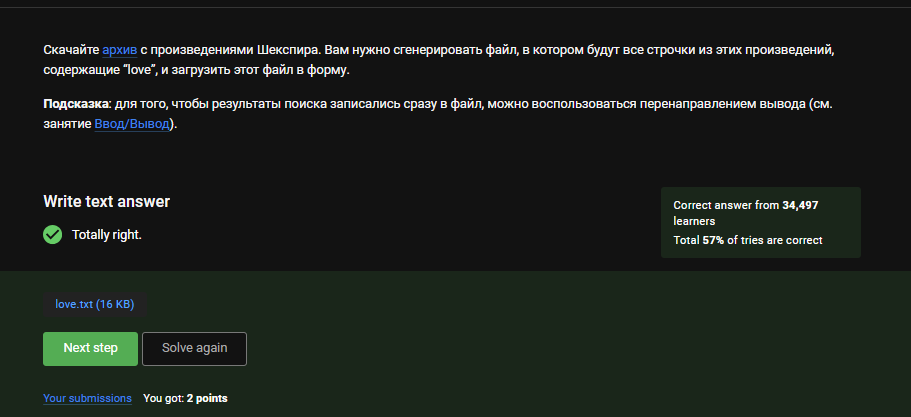 Скачайте архив с произведениями Шекспира. Вам нужно сгенерировать файл, в котором будут все строчки из этих произведений,
содержащие “love”, и загрузить этот файл в форму.
Подсказка: для того, чтобы результаты поиска записались сразу в файл, можно воспользоваться перенаправлением вывода (см.
занятие Ввод/Вывод).
Write text answer
Totally right.
Correct answer from 34,497
learners
Total 57% of tries are correct
love.txt (16 KB)
Next step
Solve again
Your submissions
You got: 2 points